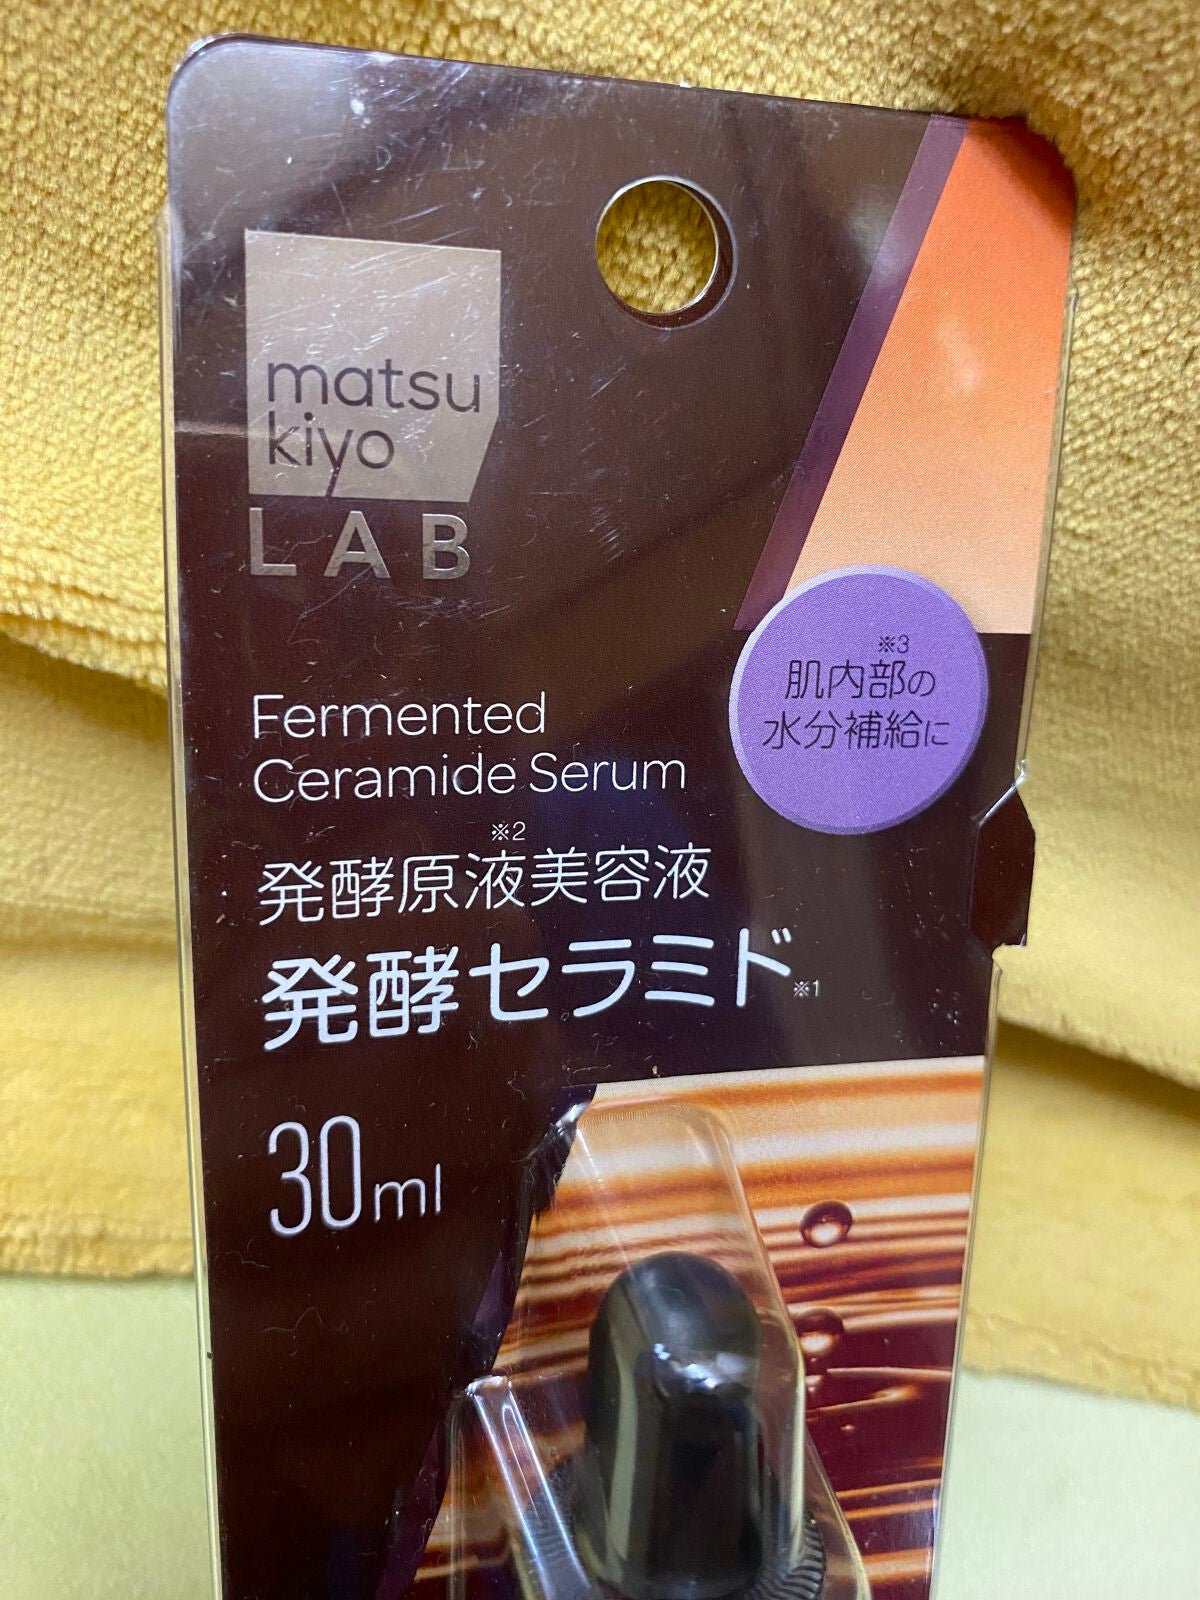 matsu
kiyo
LAB
※3
肌内部の
水分補給に
Fermented
Ceramide Serum
※2
発酵原液美容液
発酵セラミド※1
30ml